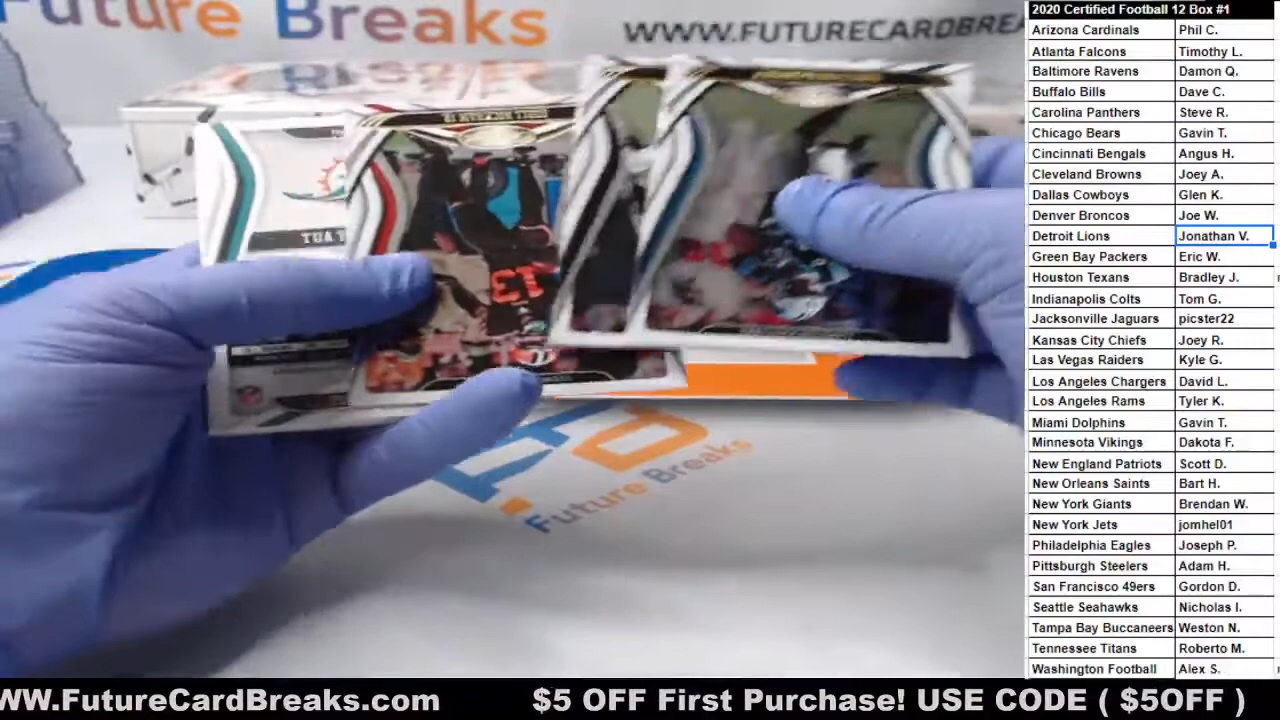 Future Breaks
WWW.FUTURECARDBREA
TUA T
13
Future Breaks
2020 Certified Football 12 Box #1
Arizona Cardinals Phil C.
Atlanta Falcons Timothy L.
Baltimore Ravens Damon Q.
Buffalo Bills Dave C.
Carolina Panthers Steve R.
Chicago Bears Gavin T.
Cincinnati Bengals Angus H.
Cleveland Browns Joey A.
Dallas Cowboys Glen K.
Denver Broncos Joe W.
Detroit Lions Jonathan V.
Green Bay Packers Eric W.
Houston Texans Bradley J.
Indianapolis Colts Tom G.
Jacksonville Jaguars picster22
Kansas City Chiefs Joey R.
Las Vegas Raiders Kyle G.
Los Angeles Chargers David L.
Los Angeles Rams Tyler K.
Miami Dolphins Gavin T.
Minnesota Vikings Dakota F.
New England Patriots Scott D.
New Orleans Saints Bart H.
New York Giants Brendan W.
New York Jets jomhel01
Philadelphia Eagles Joseph P.
Pittsburgh Steelers Adam H.
San Francisco 49ers Gordon D.
Seattle Seahawks Nicholas I.
Tampa Bay Buccaneers Weston N.
Tennessee Titans Roberto M.
Washington Football Alex S.
WW.FutureCardBreaks.com $5 OFF First Purchase! USE CODE ( $5OFF )